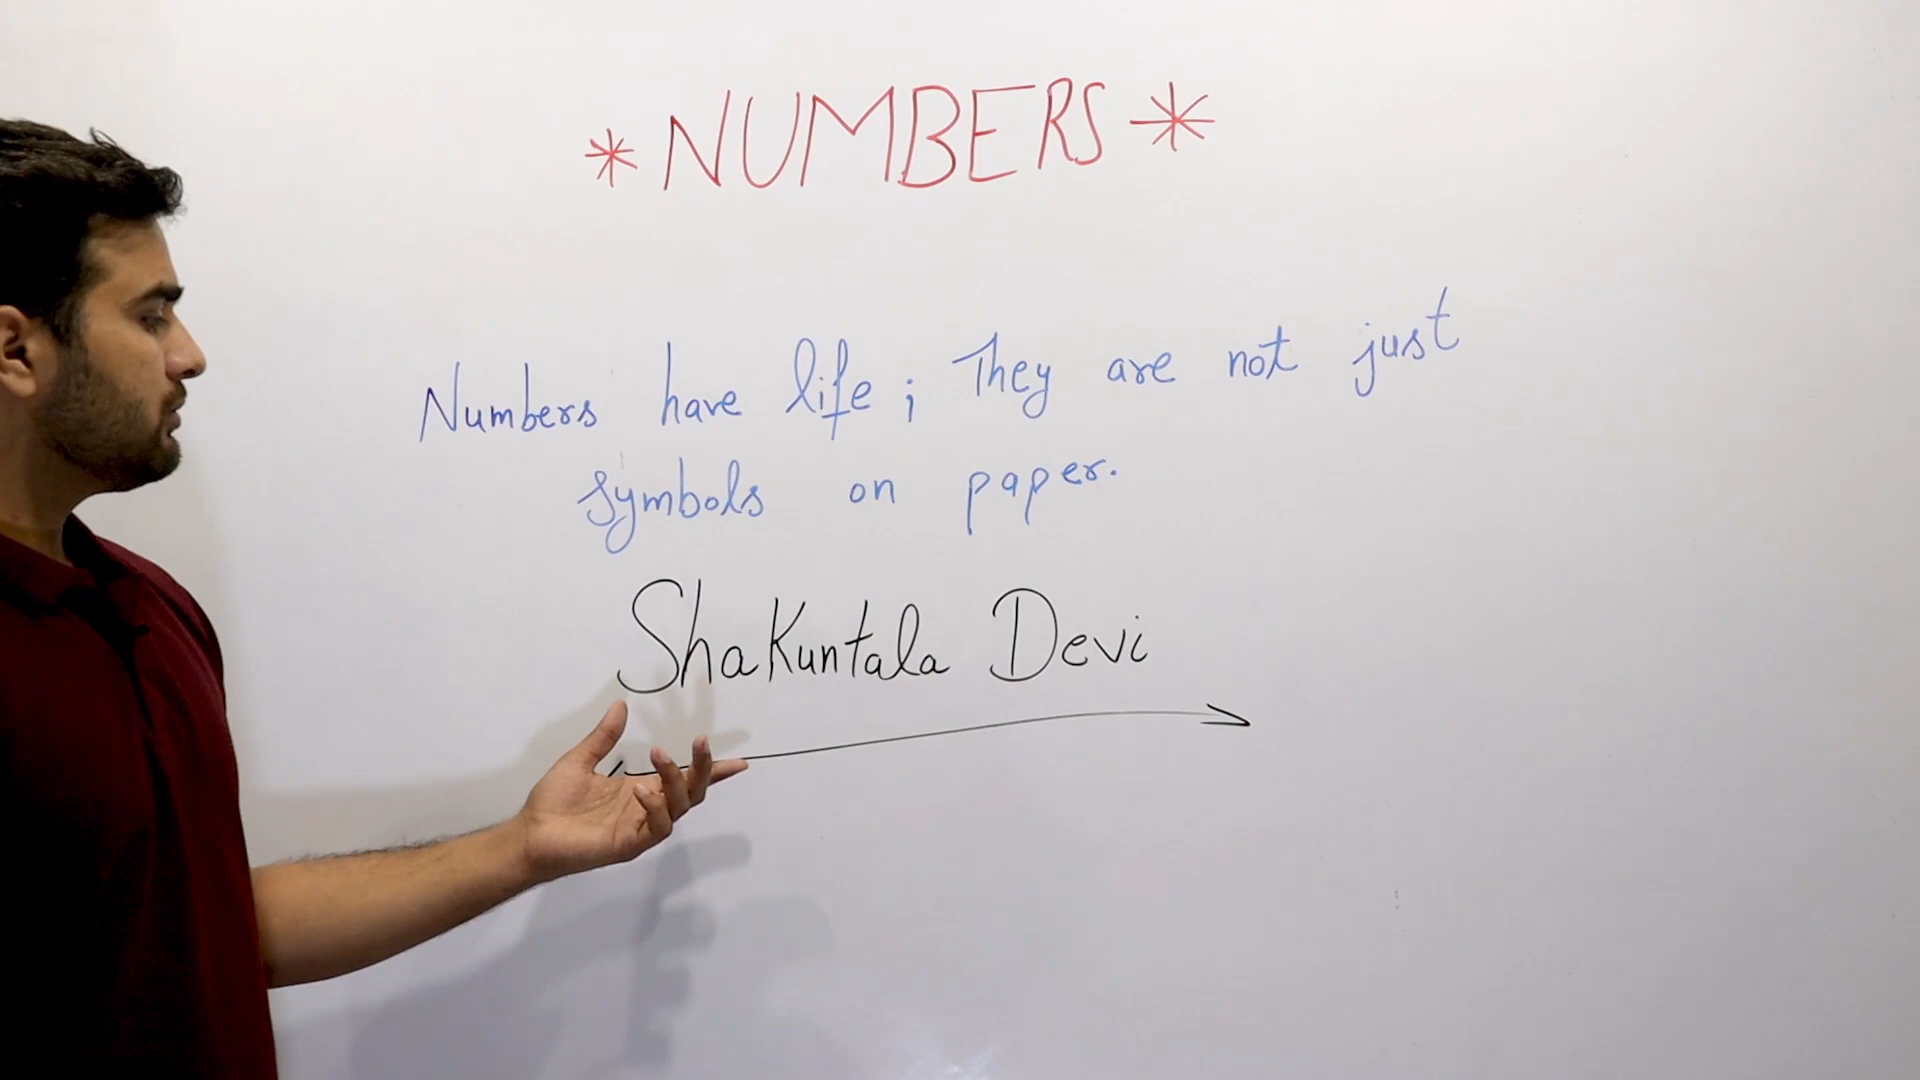 * NUMBERS *
Numbers have life ; They are not just
symbols on paper.
Shakuntala Devi